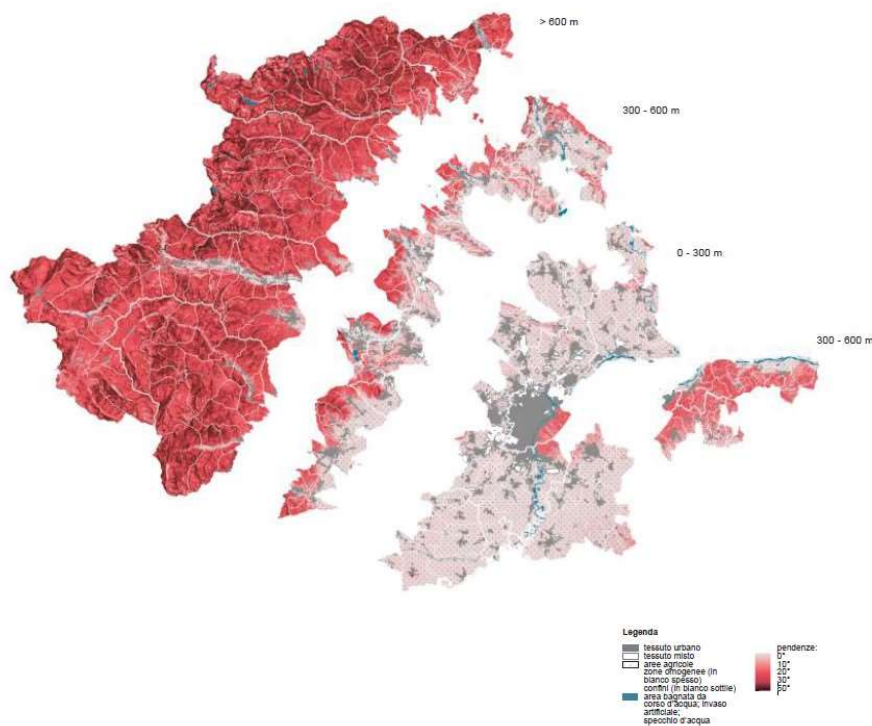 > 600 m
300 - 600 m
0 - 300 m
300 - 600 m
Legenda
tessuto urbano
tessuto misto
aree agricole
zone omogenee (in
bianco spesso)
confini (in bianco sottile)
area bagnata da
corso d'acqua; invaso
artificiale;
specchio d'acqua
pendenze:
0°
10°
20°
30°